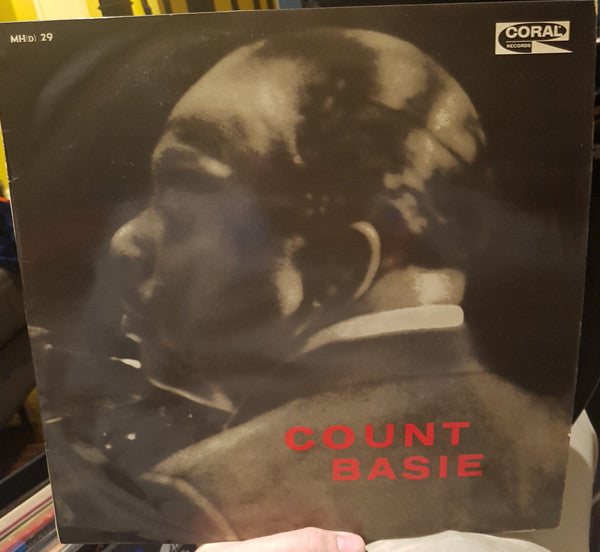 MH(D) 29
CORAL
RECORDS
COUNT
BASIE